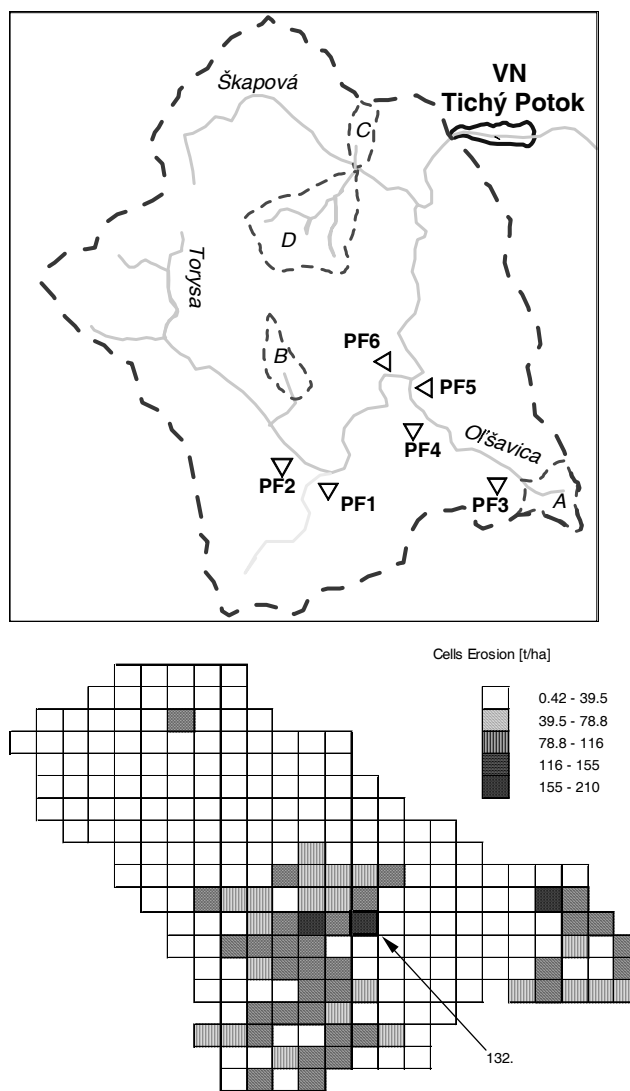 VN
Tichý Potok
Škapová
C
D
Torysa
B
PF6
PF5
PF4
Oľšavica
PF2
PF1
PF3
A
Cells Erosion [t/ha]
0.42 - 39.5
39.5 - 78.8
78.8 - 116
116 - 155
155 - 210
132.